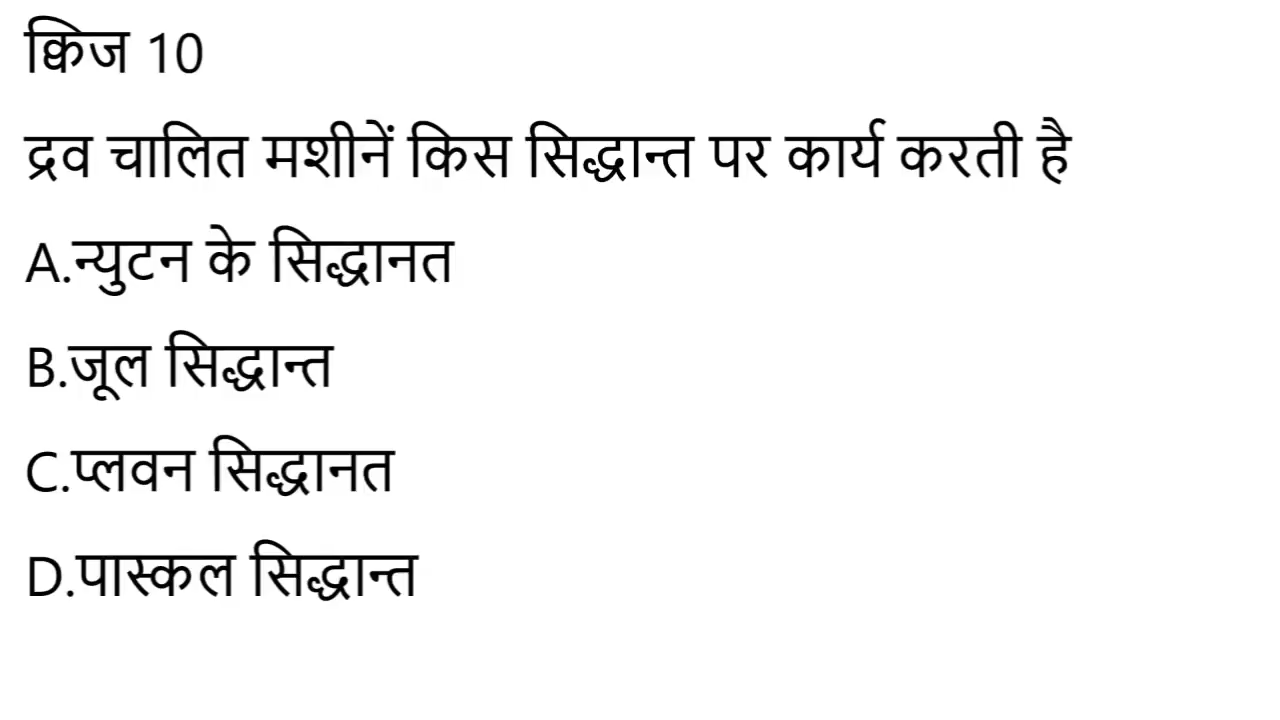 क्विज 10
द्रव चालित मशीनें किस सिद्धान्त पर कार्य करती है
A.न्युटन के सिद्धानत
B.जूल सिद्धान्त
C.प्लवन सिद्धानत
D.पास्कल सिद्धान्त